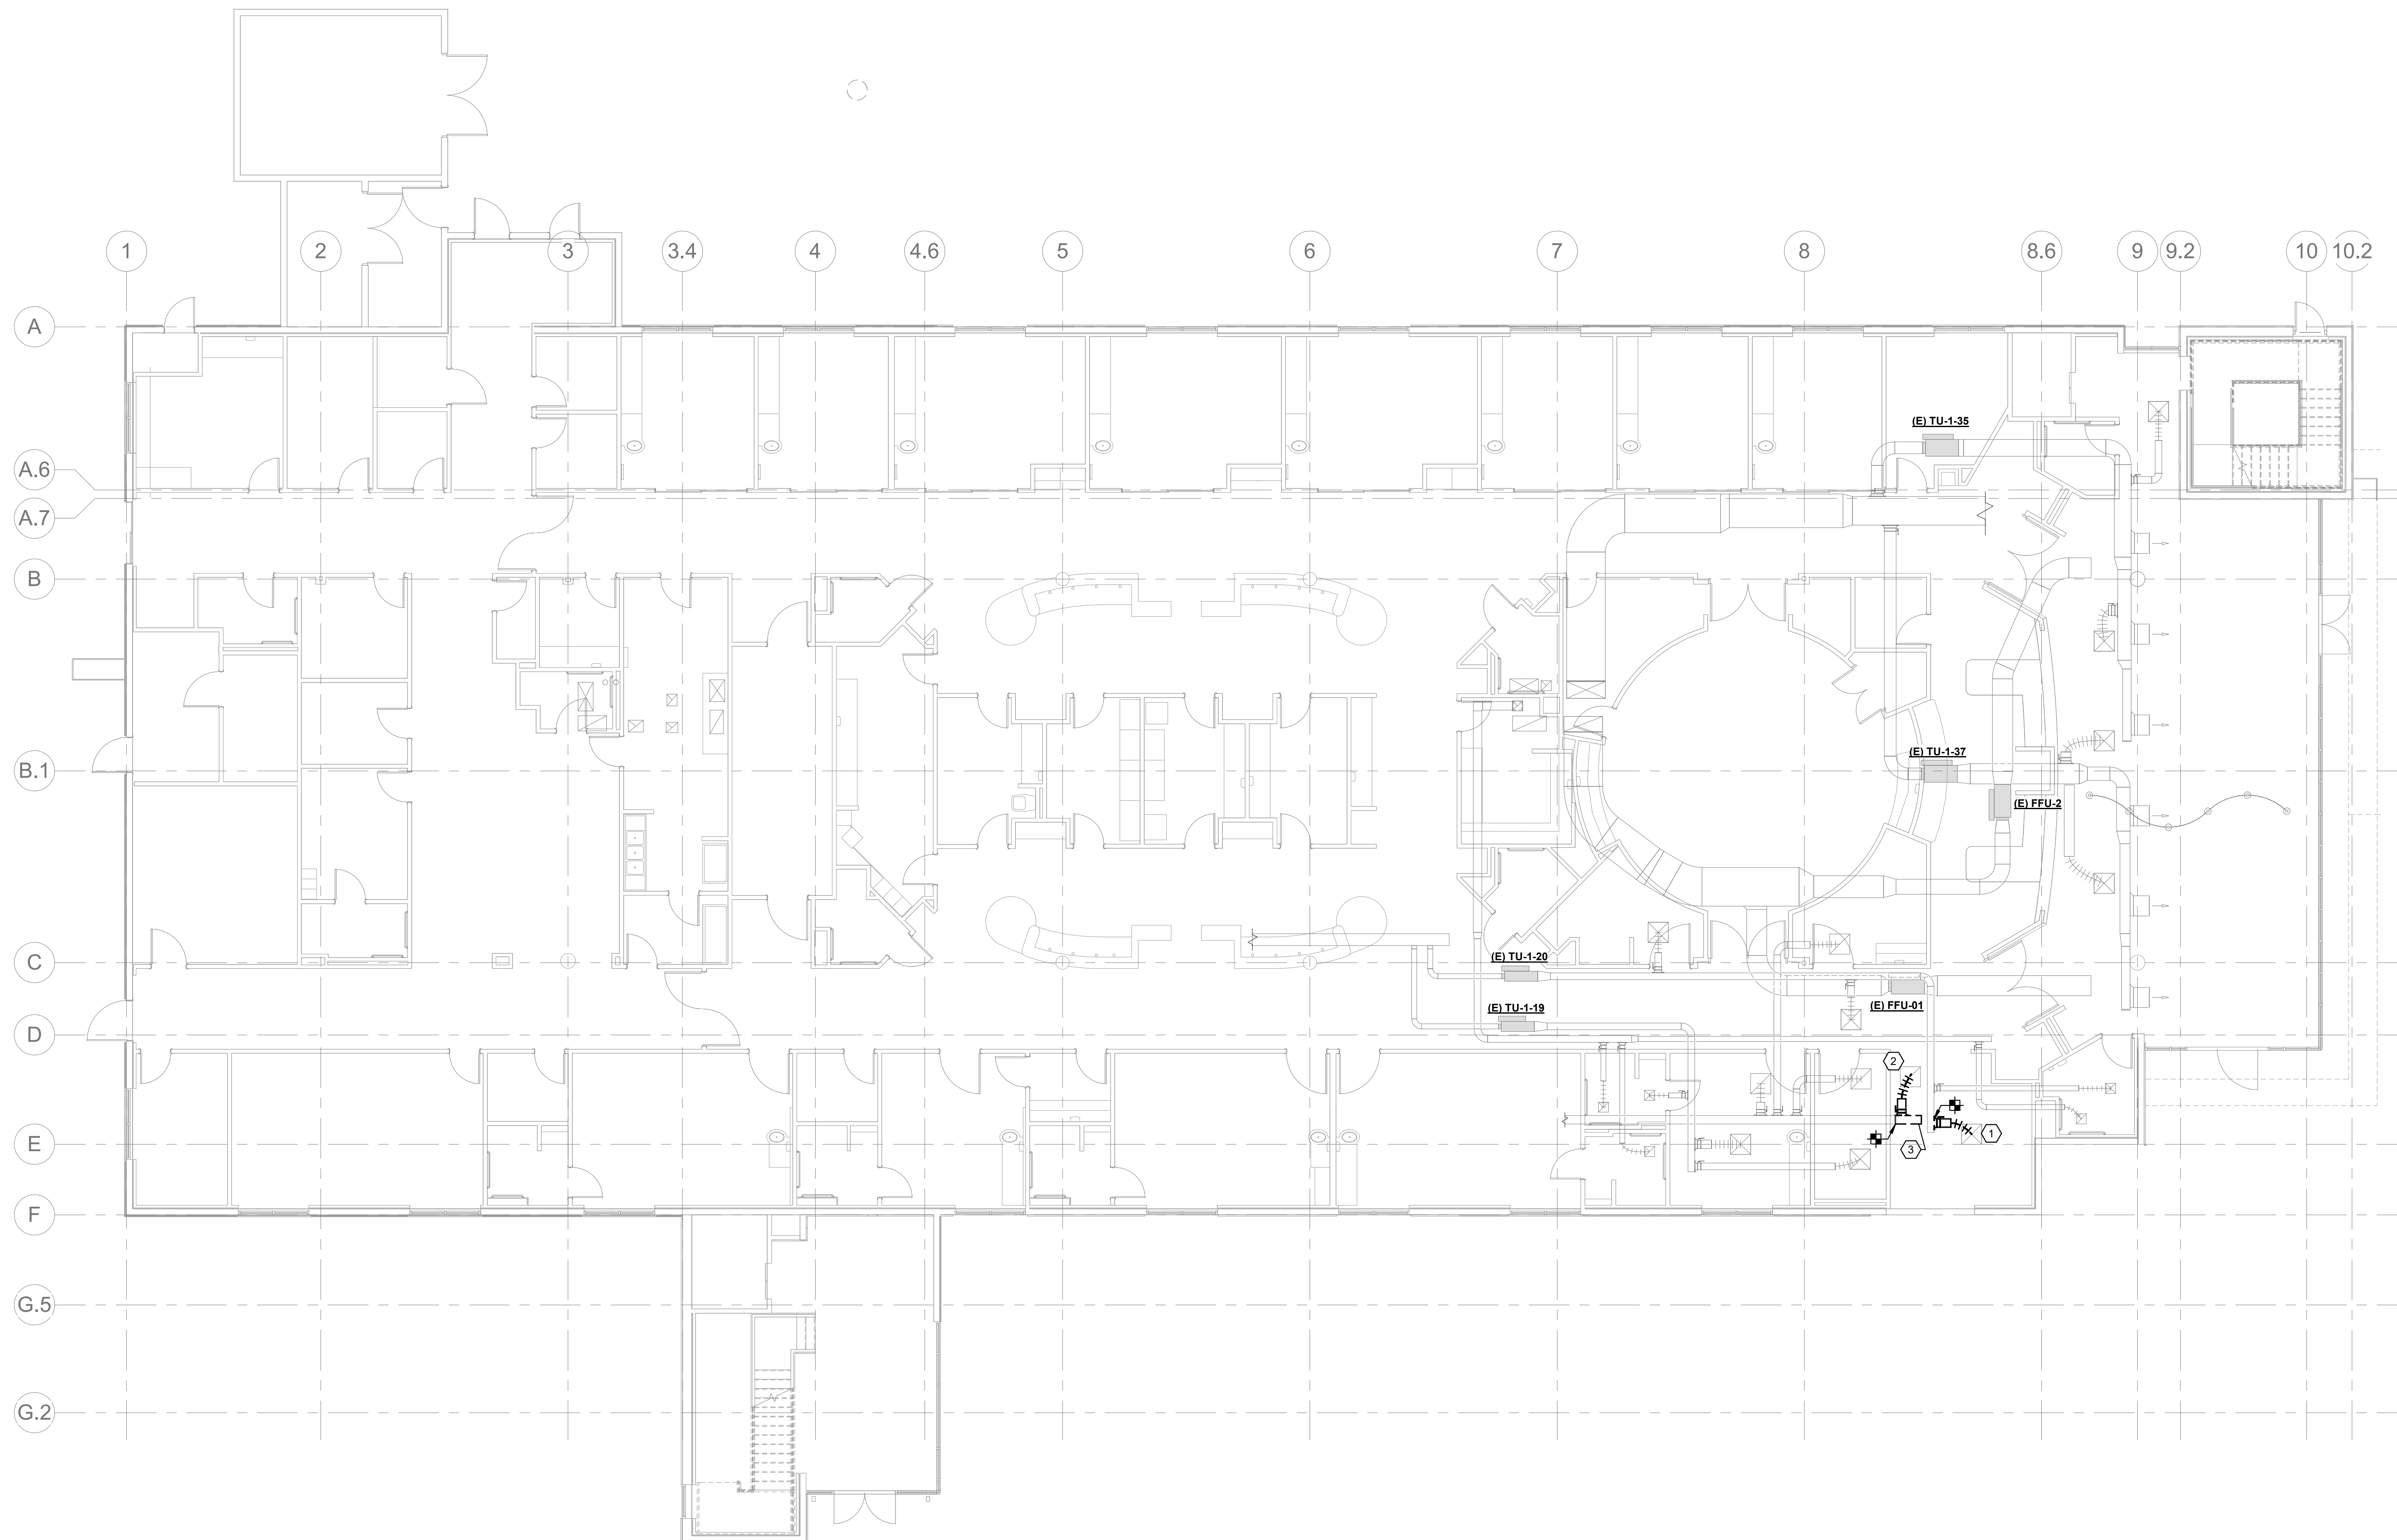 1
2
3
3.4
4
4.6
5
6
7
8
8.6
9
9.2
10
10.2
A
(E) TU-1-35
A.6
A.7
B
(E) TU-1-37
B.1
(E) FFU-2
C
(E) TU-1-20
(E) FFU-01
(E) TU-1-19
D
2
1
E
3
F
G.5
G.2